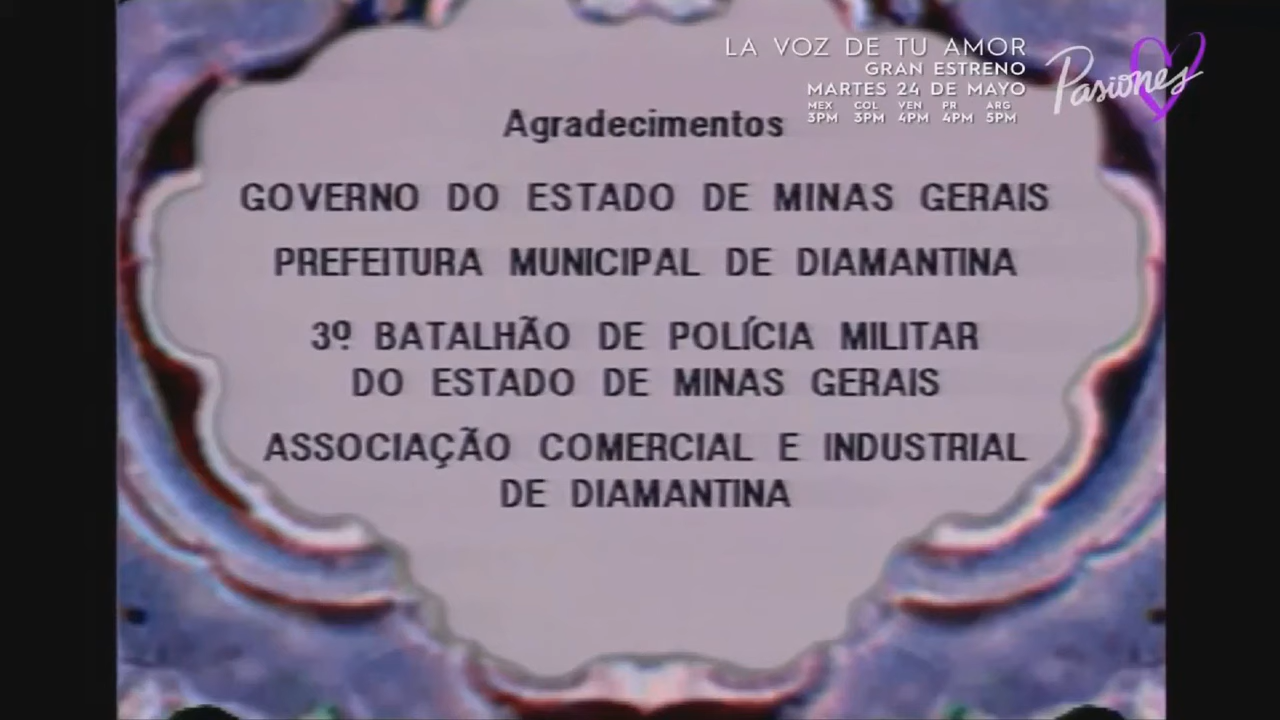 LA VOZ DE TU AMOR
GRAN ESTRENO
MARTES 24 DE MAYO
MEX COL VEN PR ARG
3PM 3PM 4PM 4PM 5PM
Pasiones
Agradecimentos
GOVERNO DO ESTADO DE MINAS GERAIS
PREFEITURA MUNICIPAL DE DIAMANTINA
3º BATALHÃO DE POLÍCIA MILITAR
DO ESTADO DE MINAS GERAIS
ASSOCIAÇÃO COMERCIAL E INDUSTRIAL
DE DIAMANTINA